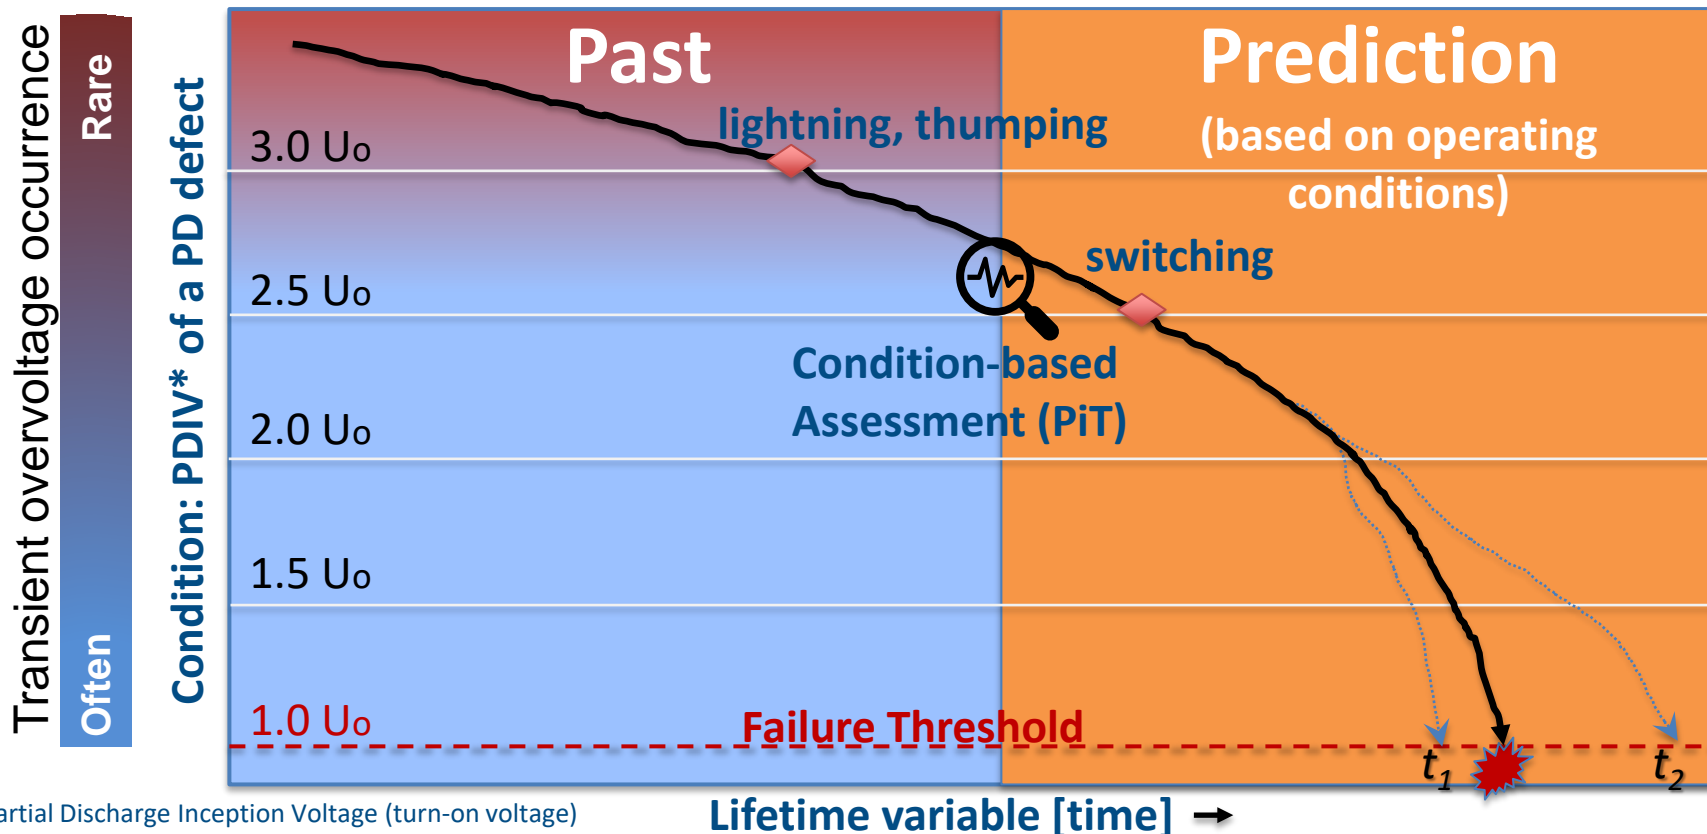 Transient overvoltage occurrence
Rare
Often
Condition: PDIV* of a PD defect
Past
Prediction
(based on operating
conditions)
lightning, thumping
3.0 Uo
switching
2.5 Uo
Condition-based
Assessment (PiT)
2.0 Uo
1.5 Uo
1.0 Uo
Failure Threshold
t1
t2
artial Discharge Inception Voltage (turn-on voltage)
Lifetime variable [time] →